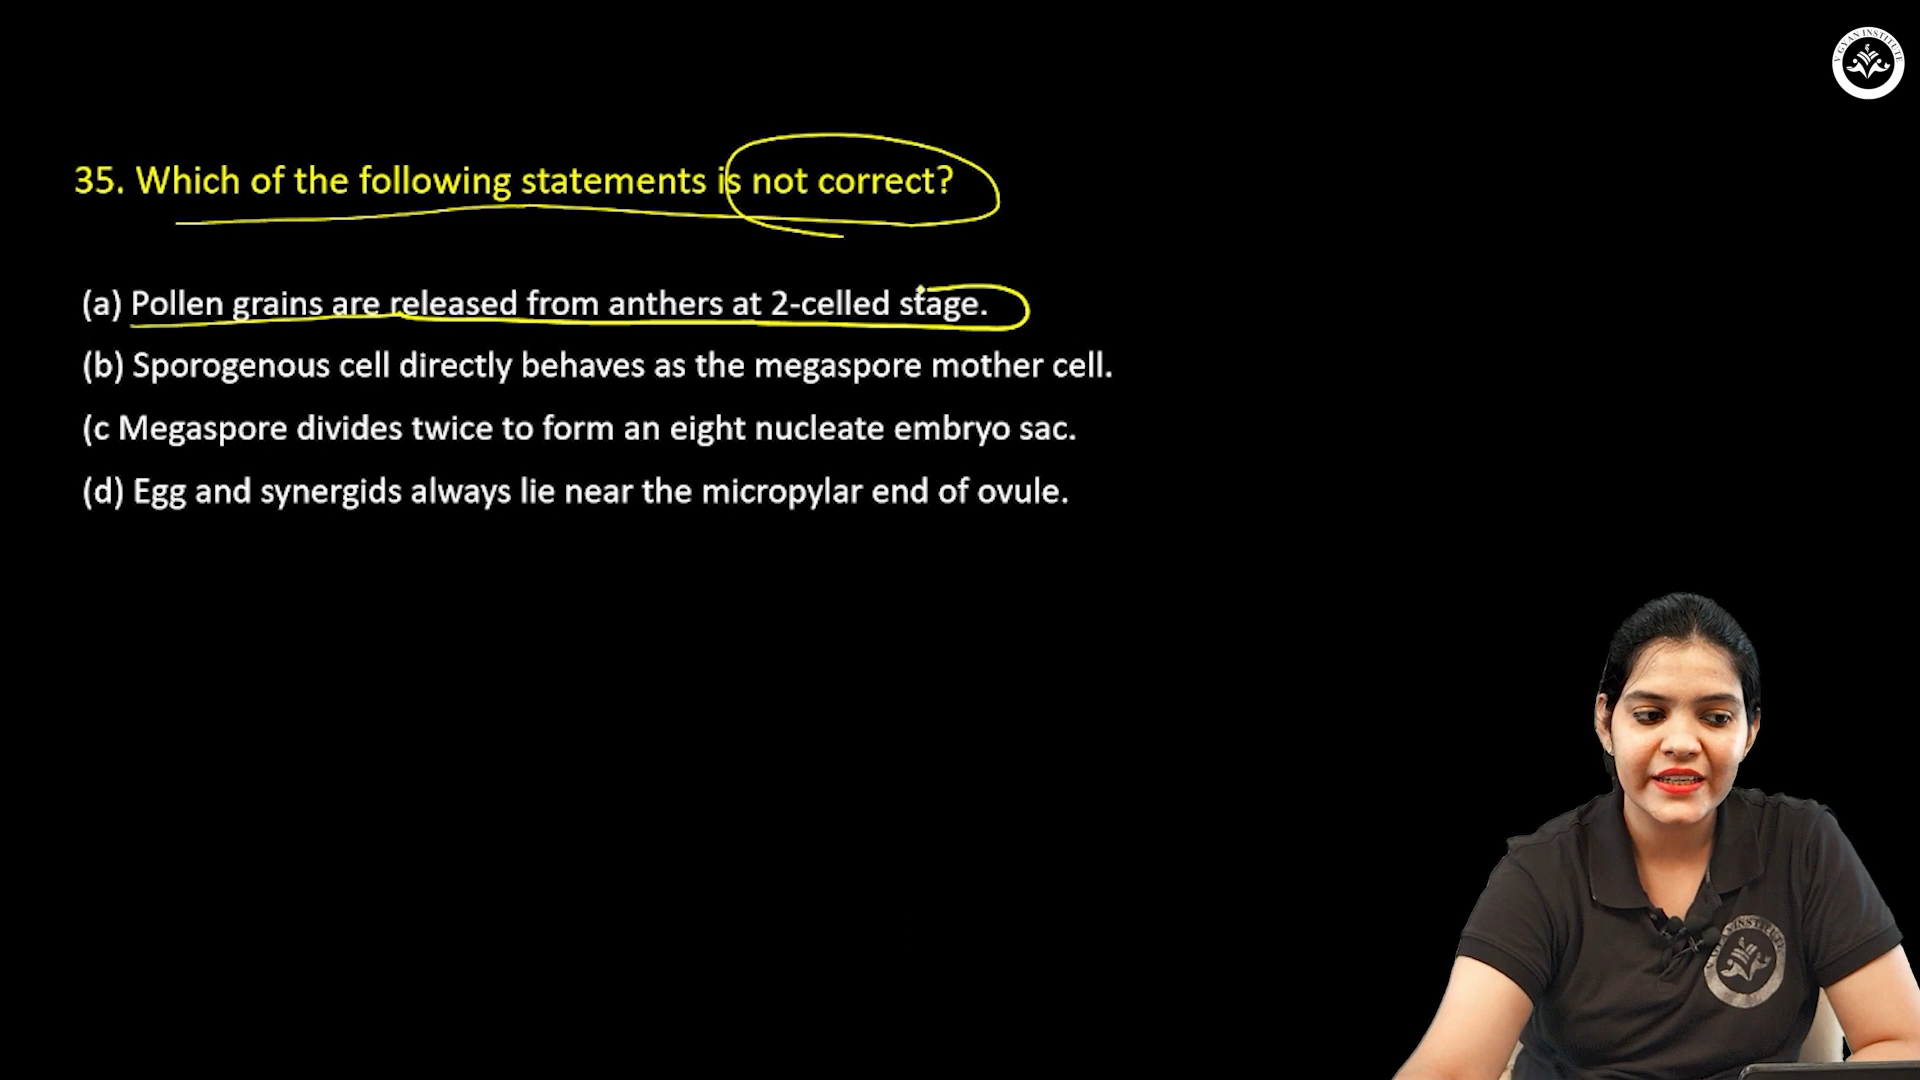 VGYAN INSTITUTE
35. Which of the following statements is not correct?
(a) Pollen grains are released from anthers at 2-celled stage.
(b) Sporogenous cell directly behaves as the megaspore mother cell.
(c Megaspore divides twice to form an eight nucleate embryo sac.
(d) Egg and synergids always lie near the micropylar end of ovule.